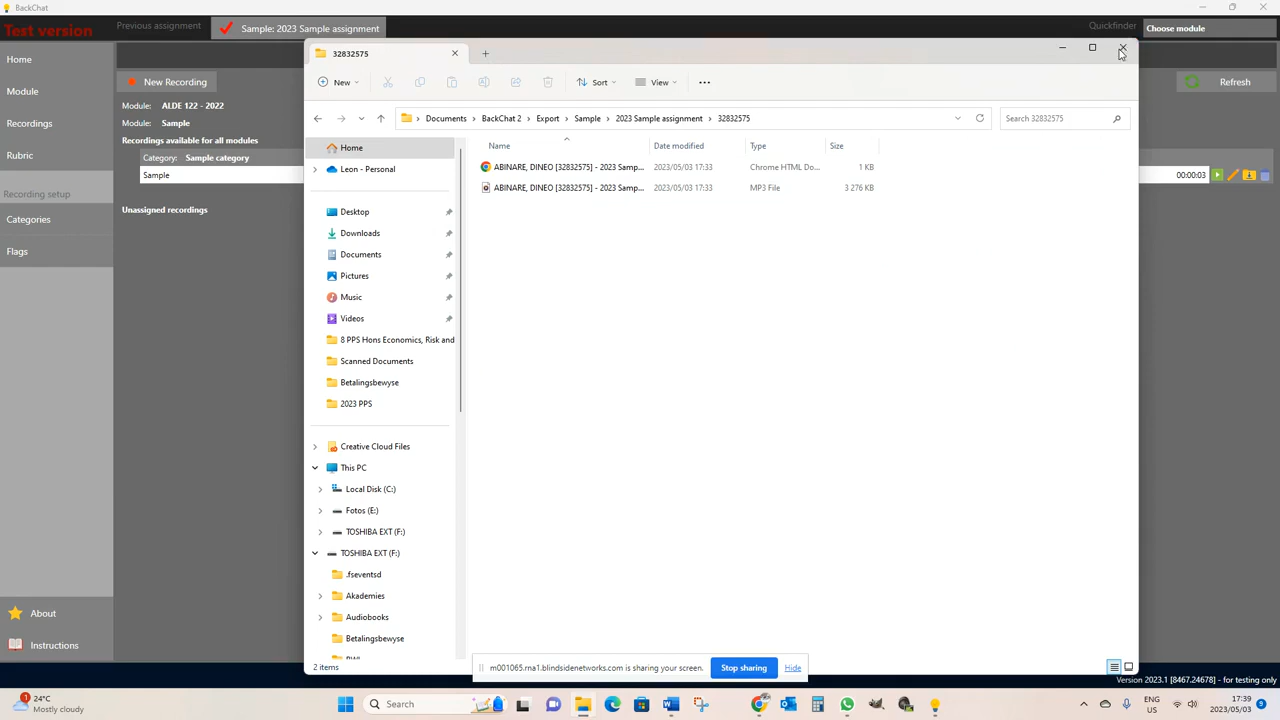 BackChat
Test version
Previous assignment
Sample: 2023 Sample assignment
Quickfinder
Choose module
Home
Module
Recordings
Rubric
Recording setup
Categories
Flags
About
Instructions
New Recording
Refresh
Module: ALDE 122 - 2022
Module: Sample
Recordings available for all modules
Category: Sample category
Sample
00:00:03
Unassigned recordings
32832575
New
Sort
View
Documents > BackChat 2 > Export > Sample > 2023 Sample assignment > 32832575
Search 32832575
Home
Leon - Personal
Desktop
Downloads
Documents
Pictures
Music
Videos
8 PPS Hons Economics, Risk and
Scanned Documents
Betalingsbewyse
2023 PPS
Creative Cloud Files
This PC
Local Disk (C:)
Fotos (E:)
TOSHIBA EXT (F:)
TOSHIBA EXT (F:)
.fseventsd
Akademies
Audiobooks
Betalingsbewyse
Name Date modified Type Size
ABINARE, DINEO [32832575] - 2023 Samp... 2023/05/03 17:33 Chrome HTML Do... 1 KB
ABINARE, DINEO [32832575] - 2023 Samp... 2023/05/03 17:33 MP3 File 3 276 KB
2 items
m001065.rna1.blindsidenetworks.com is sharing your screen.
Stop sharing
Hide
Version 2023.1 [8467.24678] - for testing only
24°C
Mostly cloudy
Search
ENG
US
17:39
2023/05/03